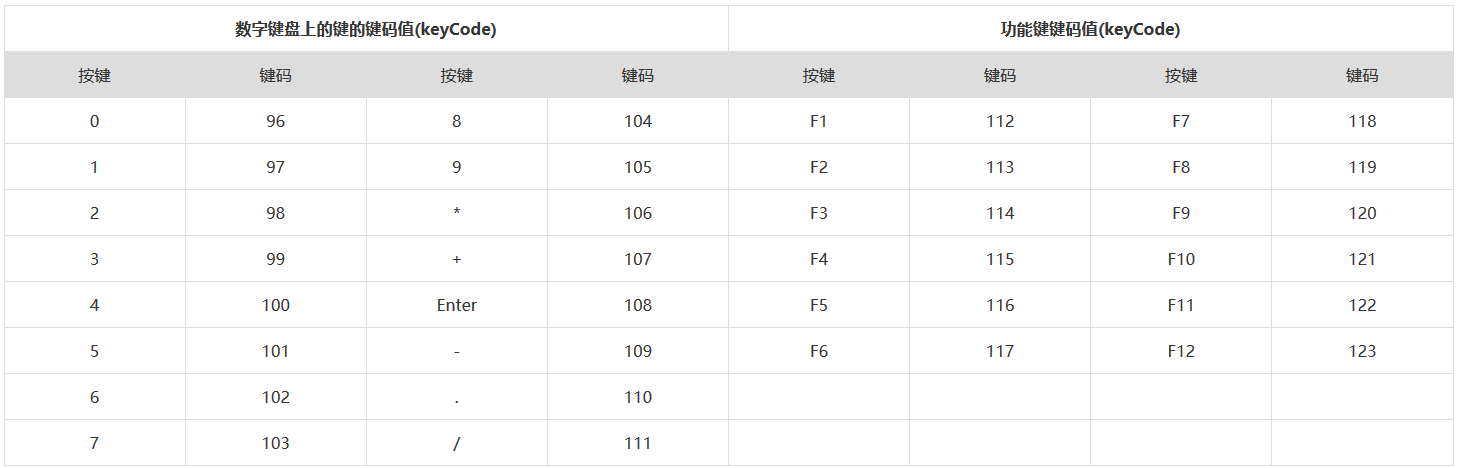 数字键盘上的键的键码值(keyCode) 功能键键码值(keyCode)
按键 键码 按键 键码 按键 键码 按键 键码
0 96 8 104 F1 112 F7 118
1 97 9 105 F2 113 F8 119
2 98 * 106 F3 114 F9 120
3 99 + 107 F4 115 F10 121
4 100 Enter 108 F5 116 F11 122
5 101 - 109 F6 117 F12 123
6 102 . 110
7 103 / 111